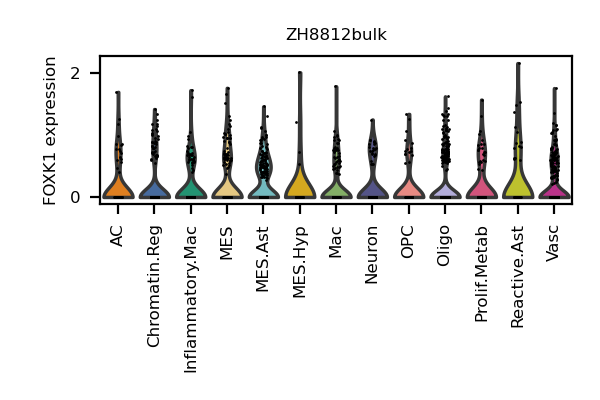 ZH8812bulk
FOXK1 expression
2
0
AC
Chromatin.Reg
Inflammatory.Mac
MES
MES.Ast
MES.Hyp
Mac
Neuron
OPC
Oligo
Prolif.Metab
Reactive.Ast
Vasc